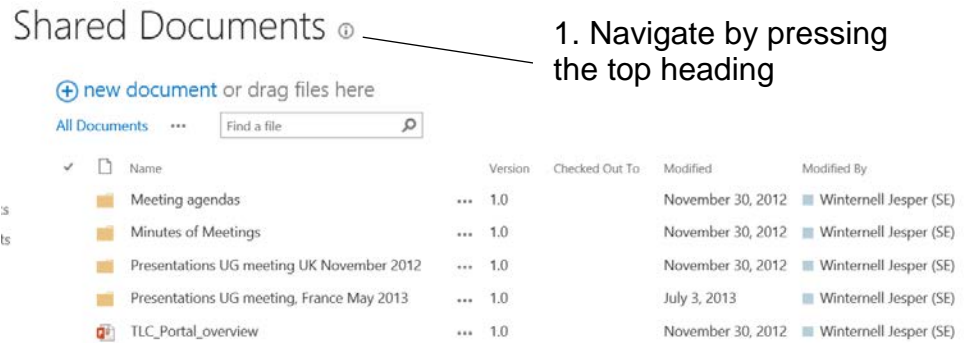 Shared Documents
1. Navigate by pressing
the top heading
new document or drag files here
All Documents ••• Find a file
Name Version Checked Out To Modified Modified By
Meeting agendas ••• 1.0 November 30, 2012 Winternell Jesper (SE)
ts Minutes of Meetings ••• 1.0 November 30, 2012 Winternell Jesper (SE)
Presentations UG meeting UK November 2012 ••• 1.0 November 30, 2012 Winternell Jesper (SE)
Presentations UG meeting, France May 2013 ••• 1.0 July 3, 2013 Winternell Jesper (SE)
TLC_Portal_overview ••• 1.0 November 30, 2012 Winternell Jesper (SE)